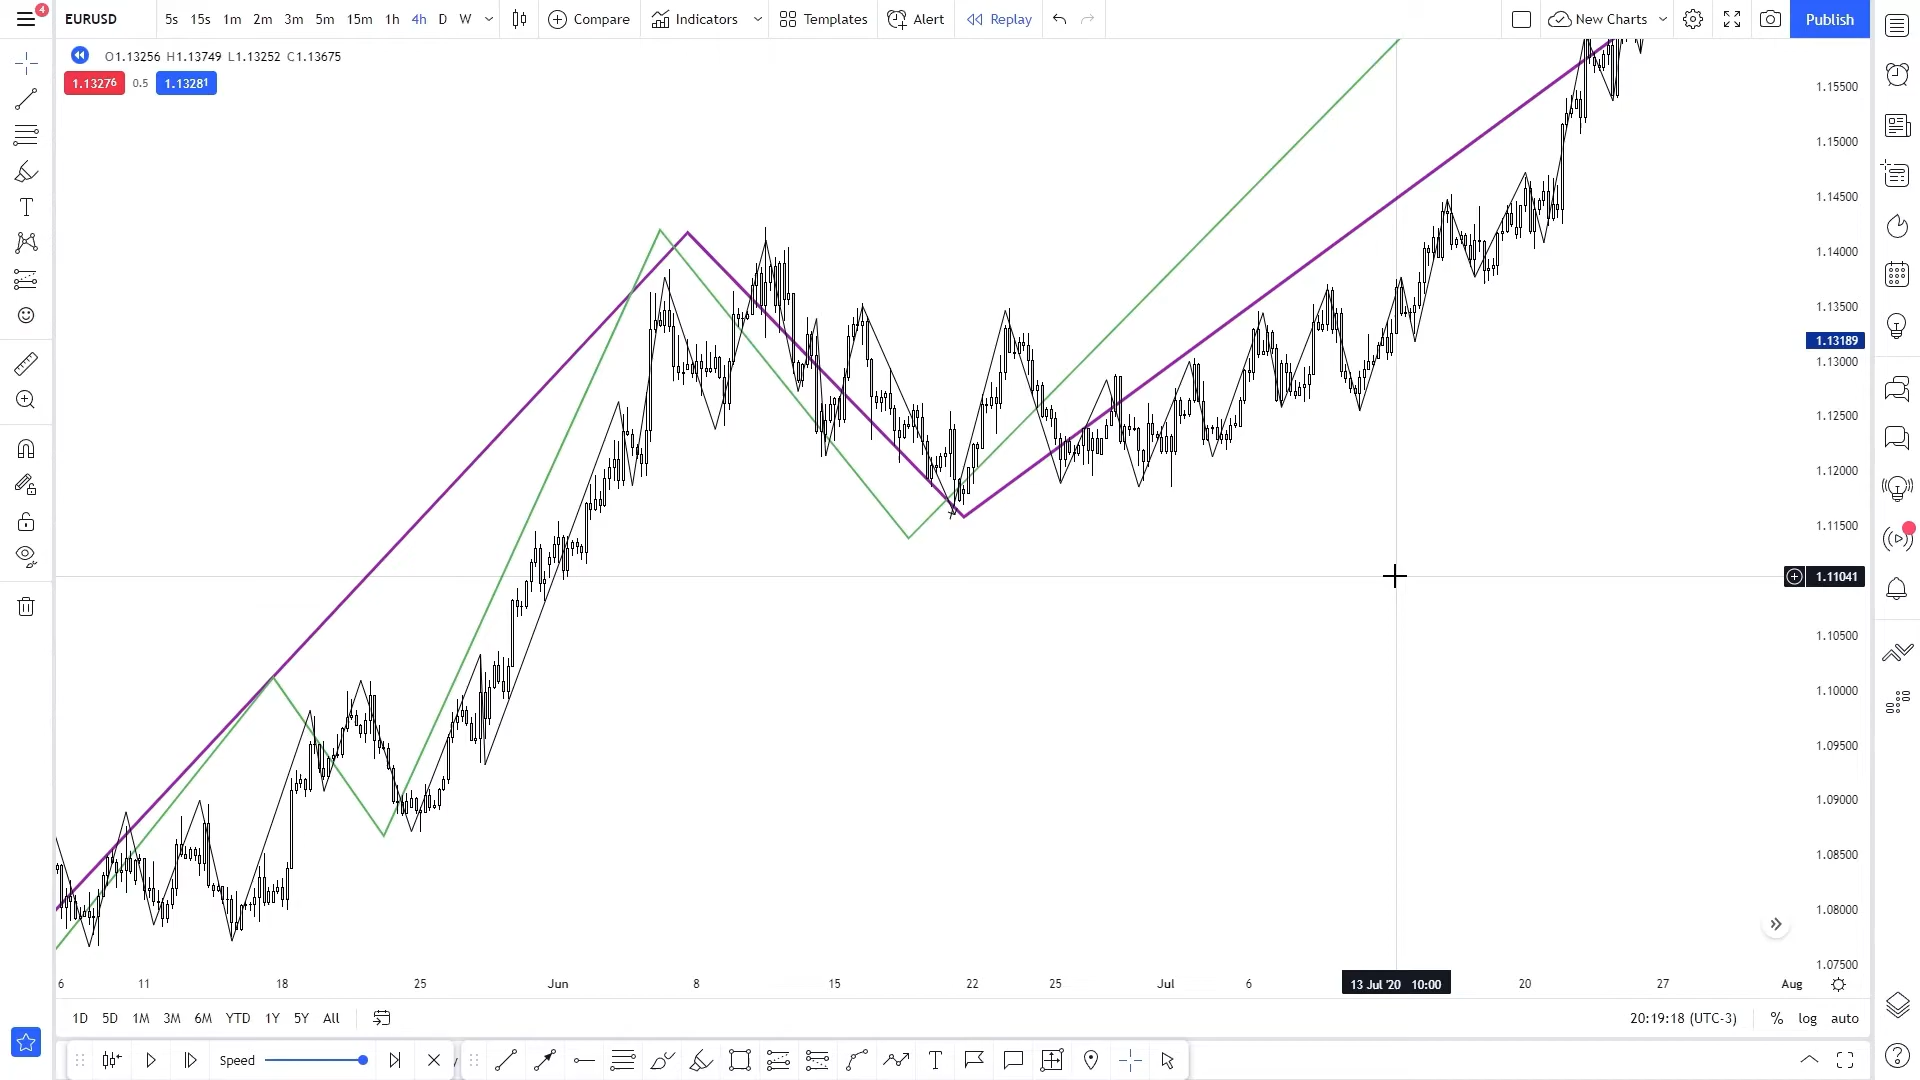 4
EURUSD
5s 15s 1m 2m 3m 5m 15m 1h 4h D W
Compare
Indicators
Templates
Alert
Replay
New Charts
Publish
O1.13256 H1.13749 L1.13252 C1.13675
1.13276
0.5
1.13281
1.15500
1.15000
1.14500
1.14000
1.13500
1.13189
1.13000
1.12500
1.12000
1.11500
1.11041
1.10500
1.10000
1.09500
1.09000
1.08500
1.08000
1.07500
6 11 18 25 Jun 8 15 22 25 Jul 6 13 Jul '20 10:00 20 27 Aug
1D 5D 1M 3M 6M YTD 1Y 5Y All
20:19:18 (UTC-3) % log auto
Speed